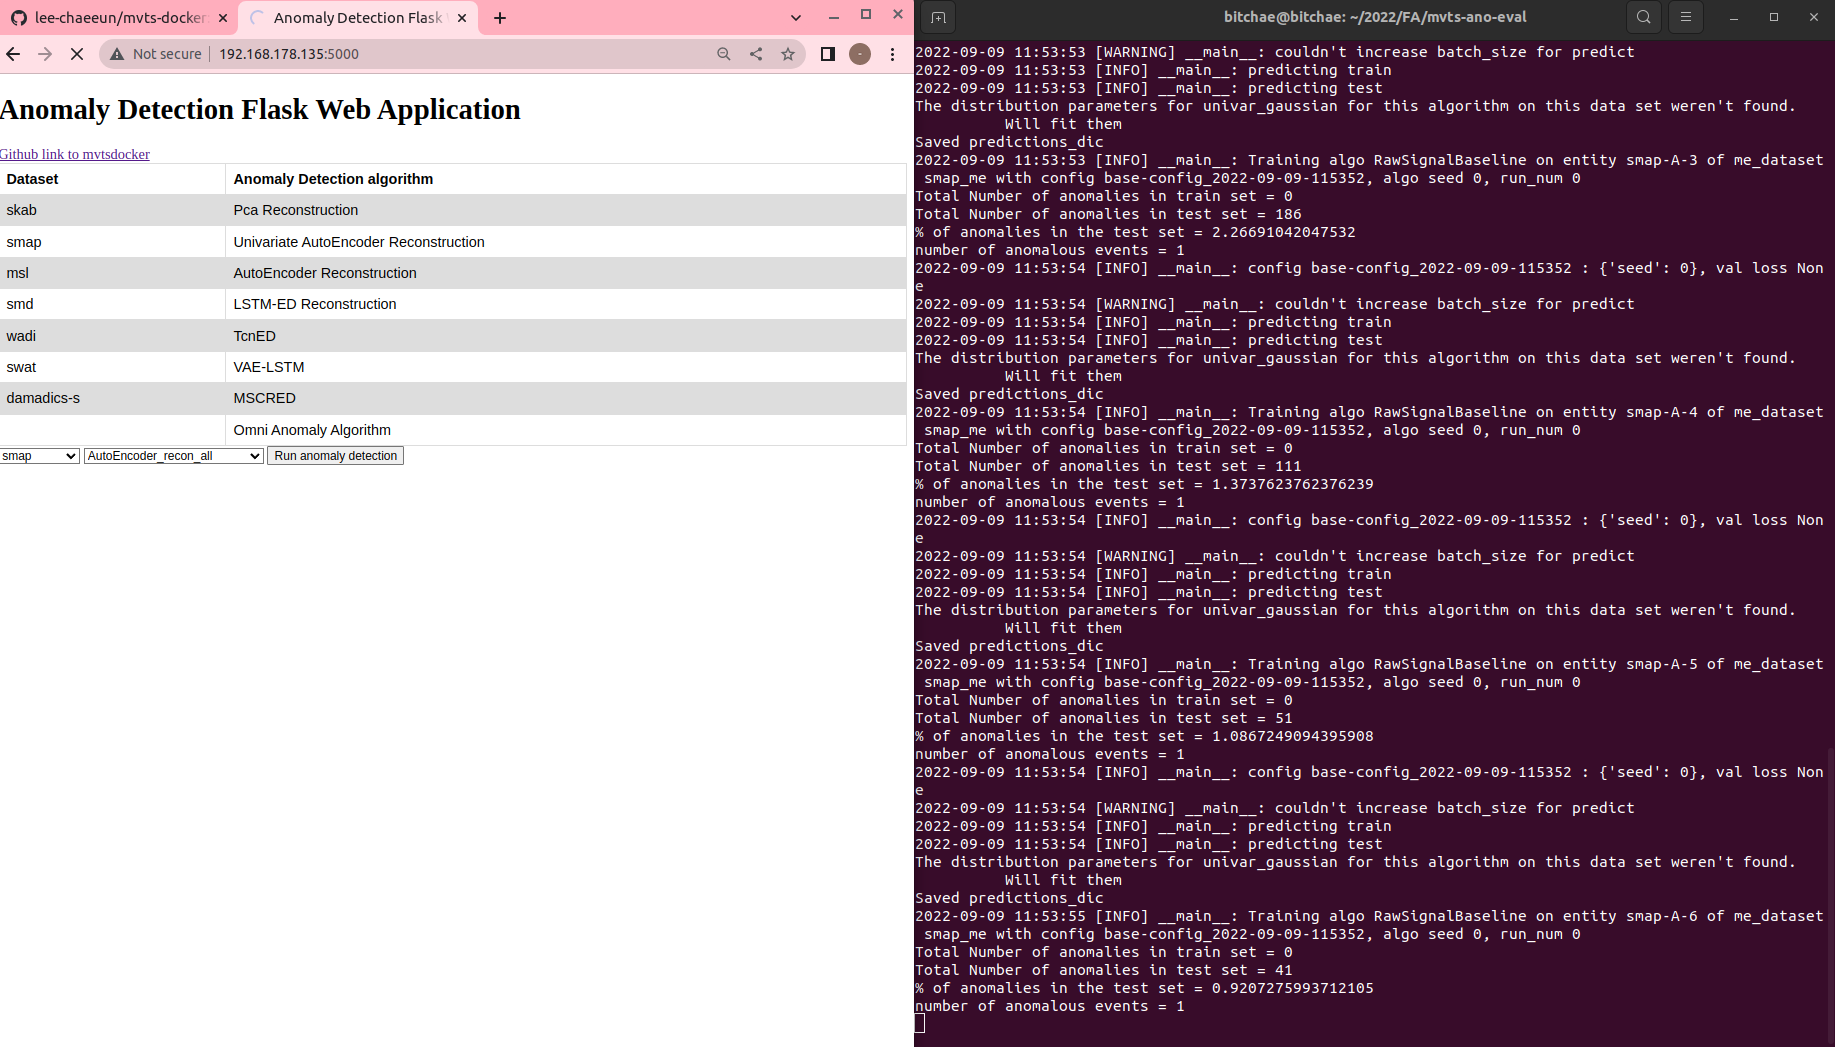 lee-chaeeun/mvts-docker
Anomaly Detection Flask
Not secure
192.168.178.135:5000
Anomaly Detection Flask Web Application
Github link to mvtsdocker
Dataset Anomaly Detection algorithm
skab Pca Reconstruction
smap Univariate AutoEncoder Reconstruction
msl AutoEncoder Reconstruction
smd LSTM-ED Reconstruction
wadi TcnED
swat VAE-LSTM
damadics-s MSCRED
Omni Anomaly Algorithm
smap AutoEncoder_recon_all Run anomaly detection
bitchae@bitchae: ~/2022/FA/mvts-ano-eval
2022-09-09 11:53:53 [WARNING] __main__: couldn't increase batch_size for predict
2022-09-09 11:53:53 [INFO] __main__: predicting train
2022-09-09 11:53:53 [INFO] __main__: predicting test
The distribution parameters for univar_gaussian for this algorithm on this data set weren't found.
Will fit them
Saved predictions_dic
2022-09-09 11:53:53 [INFO] __main__: Training algo RawSignalBaseline on entity smap-A-3 of me_dataset
smap_me with config base-config_2022-09-09-115352, algo seed 0, run_num 0
Total Number of anomalies in train set = 0
Total Number of anomalies in test set = 186
% of anomalies in the test set = 2.26691042047532
number of anomalous events = 1
2022-09-09 11:53:54 [INFO] __main__: config base-config_2022-09-09-115352 : {'seed': 0}, val loss Non
e
2022-09-09 11:53:54 [WARNING] __main__: couldn't increase batch_size for predict
2022-09-09 11:53:54 [INFO] __main__: predicting train
2022-09-09 11:53:54 [INFO] __main__: predicting test
The distribution parameters for univar_gaussian for this algorithm on this data set weren't found.
Will fit them
Saved predictions_dic
2022-09-09 11:53:54 [INFO] __main__: Training algo RawSignalBaseline on entity smap-A-4 of me_dataset
smap_me with config base-config_2022-09-09-115352, algo seed 0, run_num 0
Total Number of anomalies in train set = 0
Total Number of anomalies in test set = 111
% of anomalies in the test set = 1.3737623762376239
number of anomalous events = 1
2022-09-09 11:53:54 [INFO] __main__: config base-config_2022-09-09-115352 : {'seed': 0}, val loss Non
e
2022-09-09 11:53:54 [WARNING] __main__: couldn't increase batch_size for predict
2022-09-09 11:53:54 [INFO] __main__: predicting train
2022-09-09 11:53:54 [INFO] __main__: predicting test
The distribution parameters for univar_gaussian for this algorithm on this data set weren't found.
Will fit them
Saved predictions_dic
2022-09-09 11:53:54 [INFO] __main__: Training algo RawSignalBaseline on entity smap-A-5 of me_dataset
smap_me with config base-config_2022-09-09-115352, algo seed 0, run_num 0
Total Number of anomalies in train set = 0
Total Number of anomalies in test set = 51
% of anomalies in the test set = 1.0867249094395908
number of anomalous events = 1
2022-09-09 11:53:54 [INFO] __main__: config base-config_2022-09-09-115352 : {'seed': 0}, val loss Non
e
2022-09-09 11:53:54 [WARNING] __main__: couldn't increase batch_size for predict
2022-09-09 11:53:54 [INFO] __main__: predicting train
2022-09-09 11:53:54 [INFO] __main__: predicting test
The distribution parameters for univar_gaussian for this algorithm on this data set weren't found.
Will fit them
Saved predictions_dic
2022-09-09 11:53:55 [INFO] __main__: Training algo RawSignalBaseline on entity smap-A-6 of me_dataset
smap_me with config base-config_2022-09-09-115352, algo seed 0, run_num 0
Total Number of anomalies in train set = 0
Total Number of anomalies in test set = 41
% of anomalies in the test set = 0.9207275993712105
number of anomalous events = 1